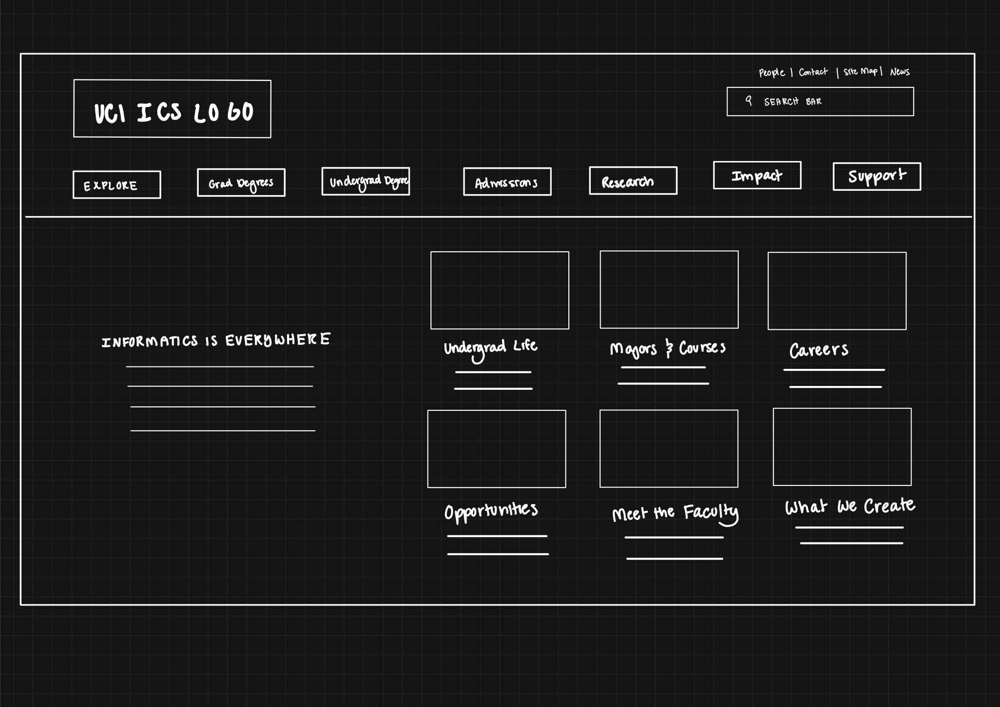 People | Contact | Site Map | News
UCI ICS LOGO
SEARCH BAR
EXPLORE
Grad Degrees
Undergrad Degree
Admissions
Research
Impact
Support
INFORMATICS IS EVERYWHERE
Undergrad Life
Majors & Courses
Careers
Opportunities
Meet the Faculty
What We Create